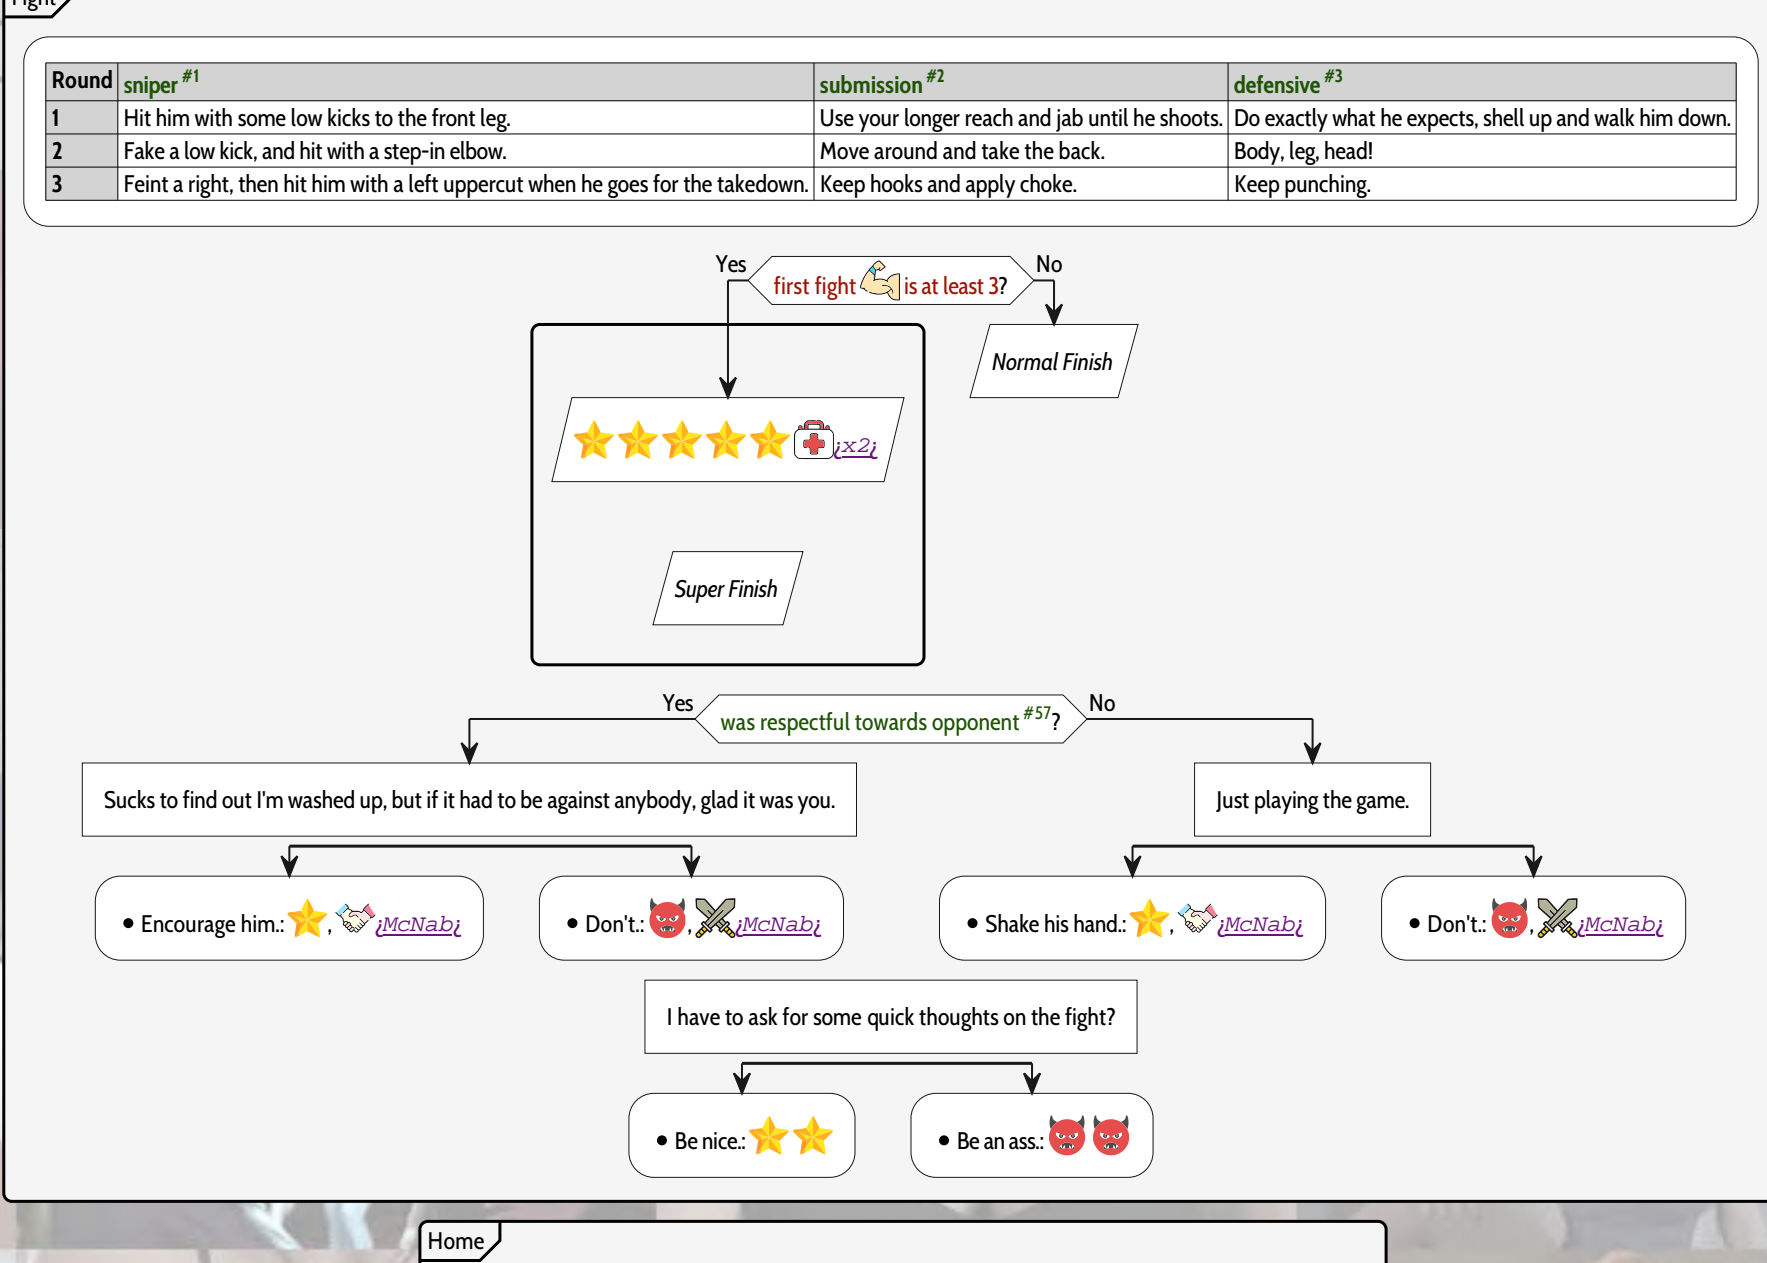 Fight
Round sniper #1 submission #2 defensive #3
1 Hit him with some low kicks to the front leg. Use your longer reach and jab until he shoots. Do exactly what he expects, shell up and walk him down.
2 Fake a low kick, and hit with a step-in elbow. Move around and take the back. Body, leg, head!
3 Feint a right, then hit him with a left uppercut when he goes for the takedown. Keep hooks and apply choke. Keep punching.
Yes first fight is at least 3? No
Normal Finish
¿x2¿
Super Finish
Yes was respectful towards opponent #57? No
Sucks to find out I'm washed up, but if it had to be against anybody, glad it was you. Just playing the game.
• Encourage him.: , ¿McNab¿ • Don't.: , ¿McNab¿ • Shake his hand.: , ¿McNab¿ • Don't.: , ¿McNab¿
I have to ask for some quick thoughts on the fight?
• Be nice.: • Be an ass.:
Home